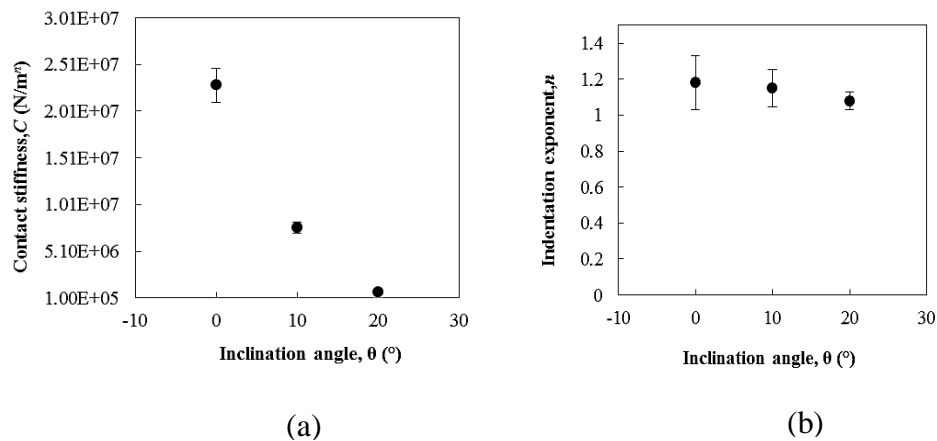 3.01E+07
2.51E+07
2.01E+07
1.51E+07
1.01E+07
5.10E+06
1.00E+05
-10 0 10 20 30
Contact stiffness,C (N/mⁿ)
Inclination angle, θ (°)
(a)
1.4
1.2
1
0.8
0.6
0.4
0.2
0
-10 0 10 20 30
Indentation exponent,n
Inclination angle, θ (°)
(b)